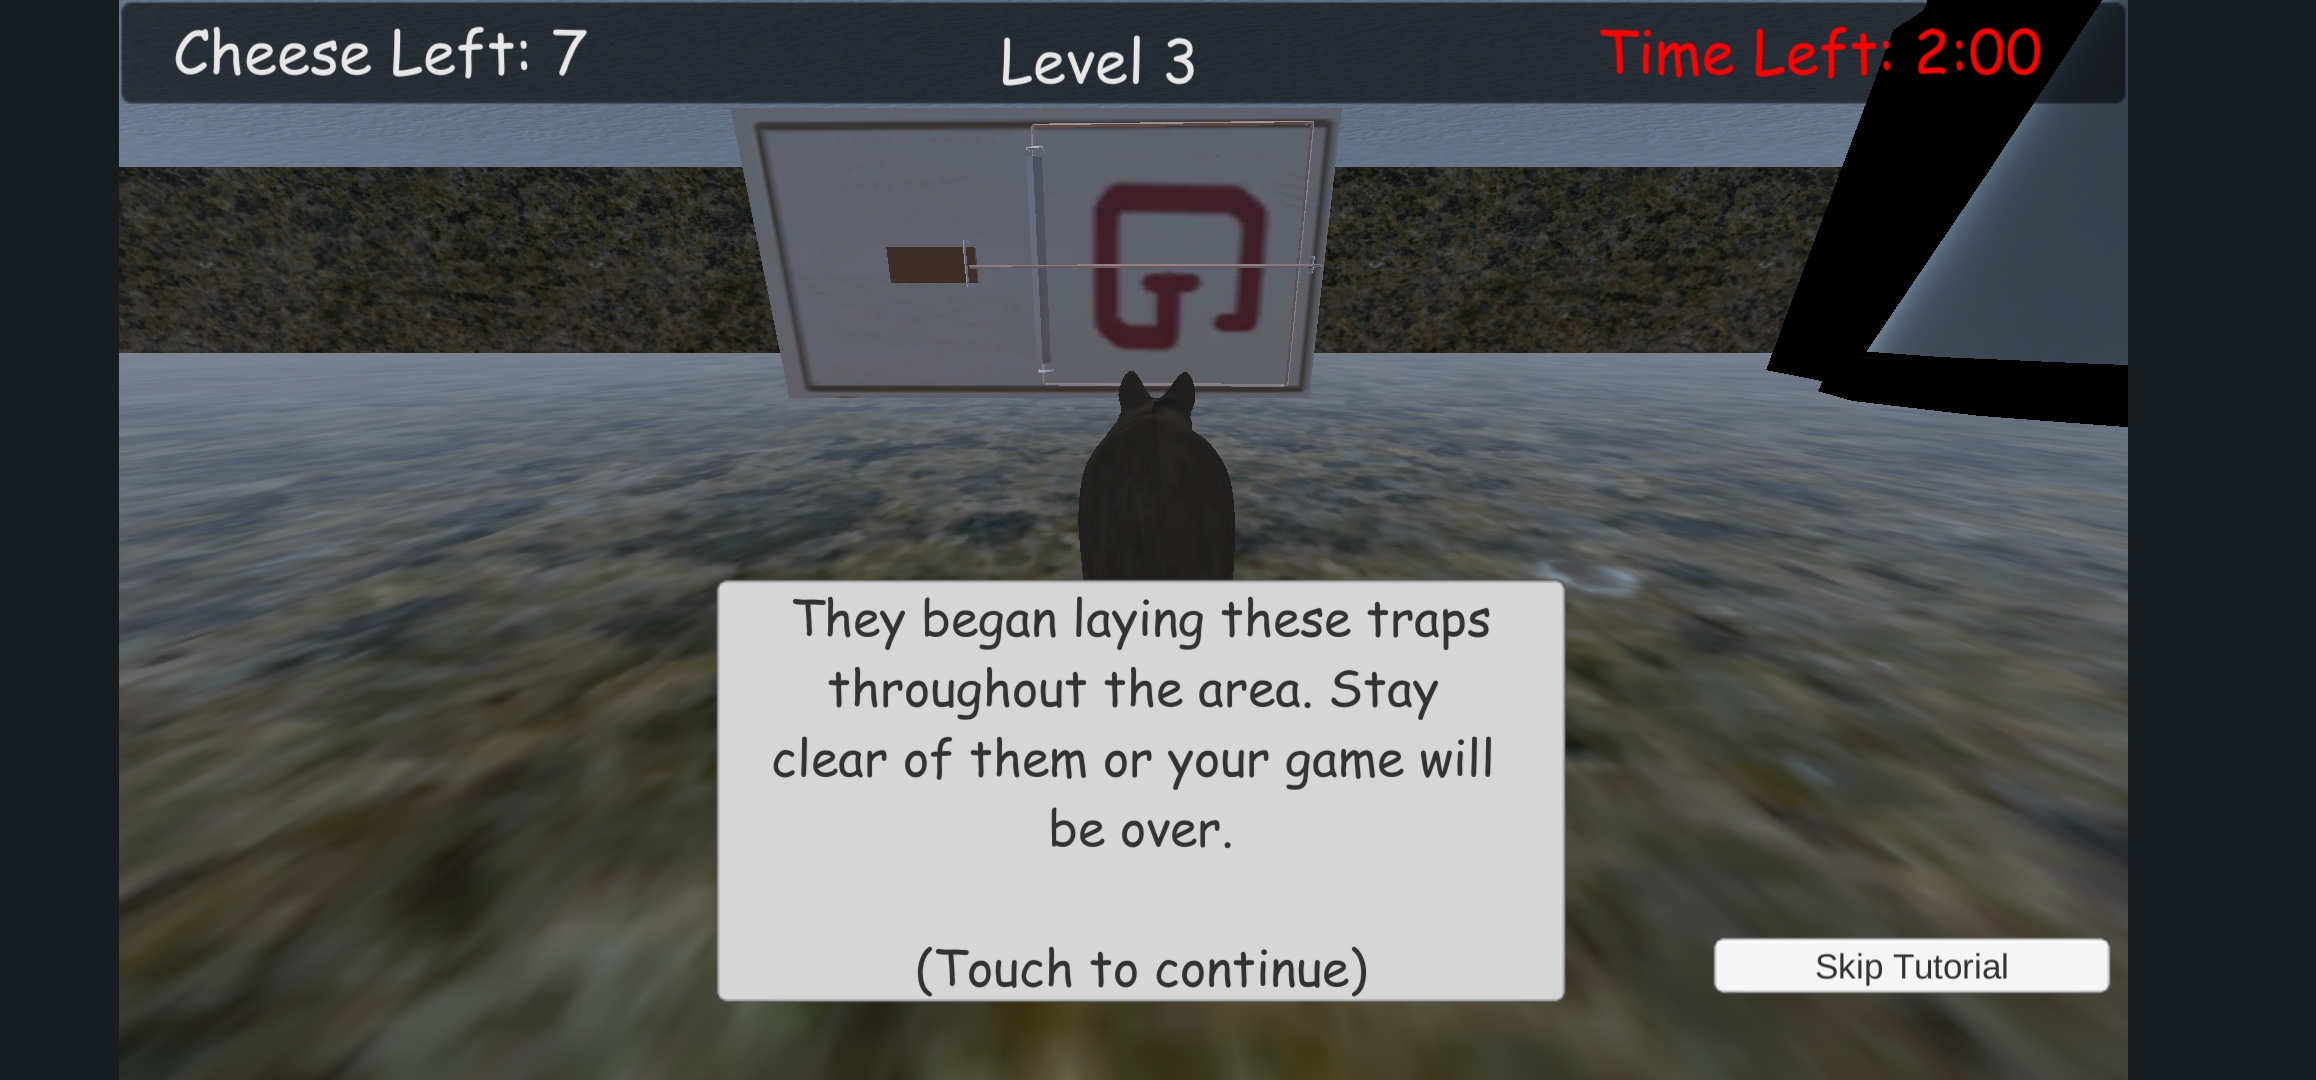 Cheese Left: 7
Level 3
Time Left: 2:00
G
They began laying these traps
throughout the area. Stay
clear of them or your game will
be over.
(Touch to continue)
Skip Tutorial